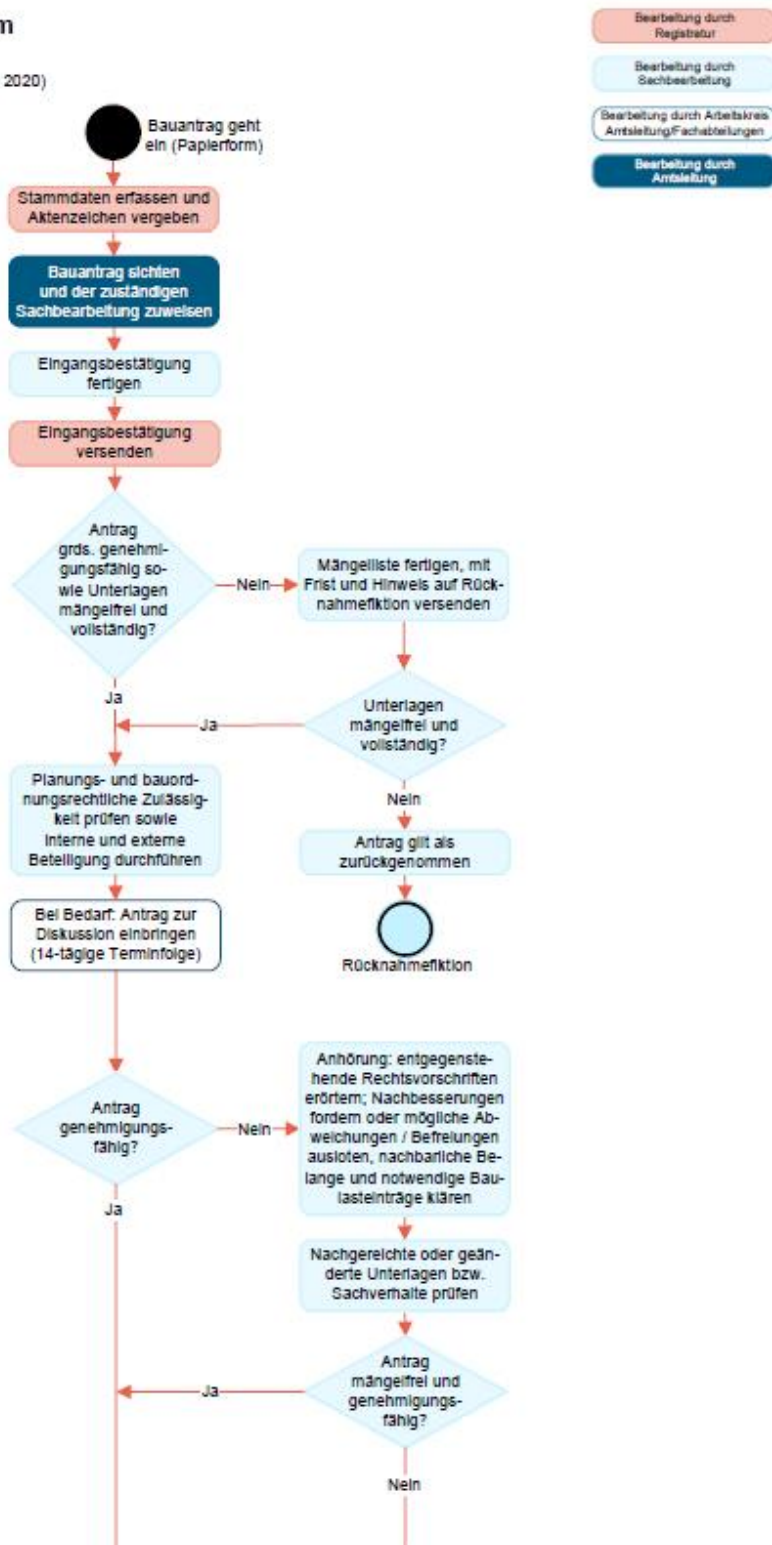 m
2020)
Bearbeitung durch
Registratur
Bearbeitung durch
Sachbearbeitung
Bearbeitung durch Arbeitskreis
Amtsleitung/Fachabteilungen
Bearbeitung durch
Amtsleitung
Bauantrag geht
ein (Papierform)
Stammdaten erfassen und
Aktenzeichen vergeben
Bauantrag sichten
und der zuständigen
Sachbearbeitung zuweisen
Eingangsbestätigung
fertigen
Eingangsbestätigung
versenden
Antrag
grds. genehmi-
gungsfähig so-
wie Unterlagen
mängelfrei und
vollständig?
Nein
Mängelliste fertigen, mit
Frist und Hinweis auf Rück-
nahmefiktion versenden
Ja
Ja
Unterlagen
mängelfrei und
vollständig?
Nein
Planungs- und bauord-
nungsrechtliche Zulässig-
keit prüfen sowie
interne und externe
Beteiligung durchführen
Antrag gilt als
zurückgenommen
Bei Bedarf: Antrag zur
Diskussion einbringen
(14-tägige Terminfolge)
Rücknahmefiktion
Antrag
genehmigungs-
fähig?
Nein
Anhörung: entgegenste-
hende Rechtsvorschriften
erörtern; Nachbesserungen
fordern oder mögliche Ab-
weichungen / Befreiungen
ausloten, nachbarliche Be-
lange und notwendige Bau-
lasteinträge klären
Ja
Nachgereichte oder geän-
derte Unterlagen bzw.
Sachverhalte prüfen
Ja
Antrag
mängelfrei und
genehmigungs-
fähig?
Nein